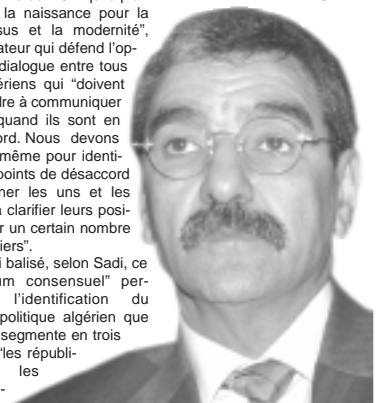 la naissance pour la
sus et la modernité",
ateur qui défend l'op-
dialogue entre tous
ériens qui "doivent
dre à communiquer
quand ils sont en
ord. Nous devons
même pour identi-
points de désaccord
ner les uns et les
à clarifier leurs posi-
r un certain nombre
iers".
i balisé, selon Sadi, ce
um consensuel" per-
l'identification du
politique algérien que
segmente en trois
"les républi-
les
-